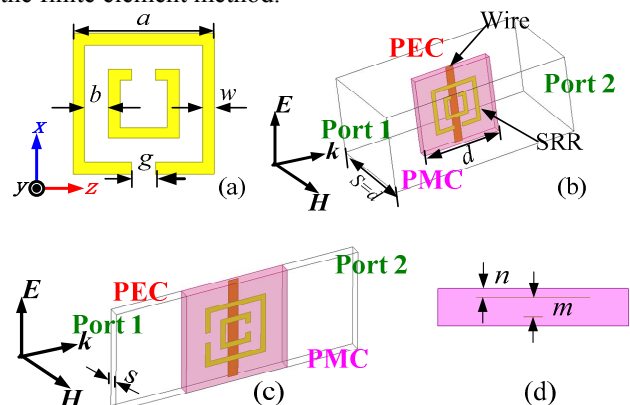 the finite element method.
a
b
w
g
x
y
z
(a)
Wire
PEC
Port 2
Port 1
E
k
H
d
SRR
S=d
PMC
(b)
E
PEC
Port 2
Port 1
k
PMC
H
s
(c)
n
m
(d)